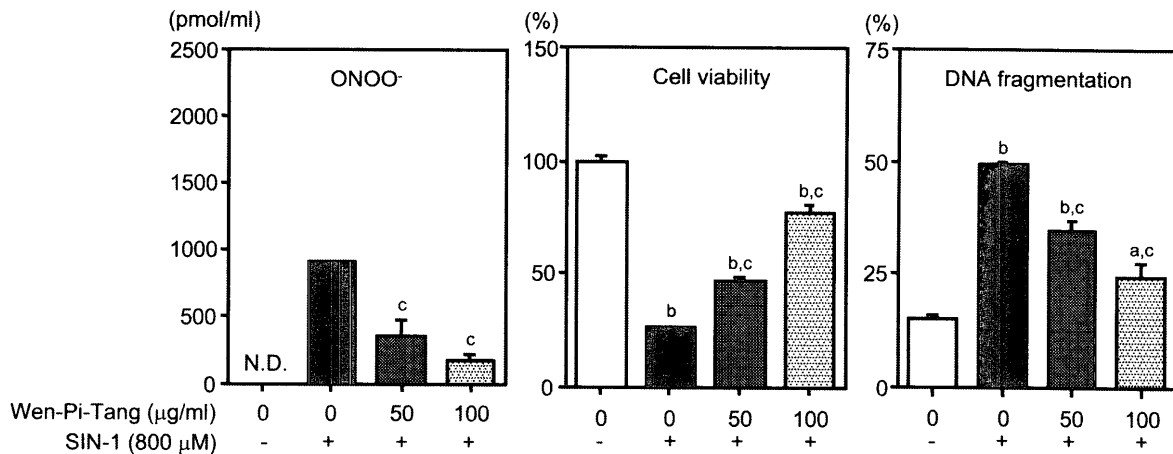 (pmol/ml) (%) (%)
2500 150 75
ONOO⁻ Cell viability DNA fragmentation
2000
1500 100 50 b
b,c
1000 b,c
50 b,c 25 a,c
500 c b
c
N.D.
0 0 0
Wen-Pi-Tang (μg/ml) 0 0 50 100 0 0 50 100 0 0 50 100
SIN-1 (800 μM) - + + + - + + + - + + +